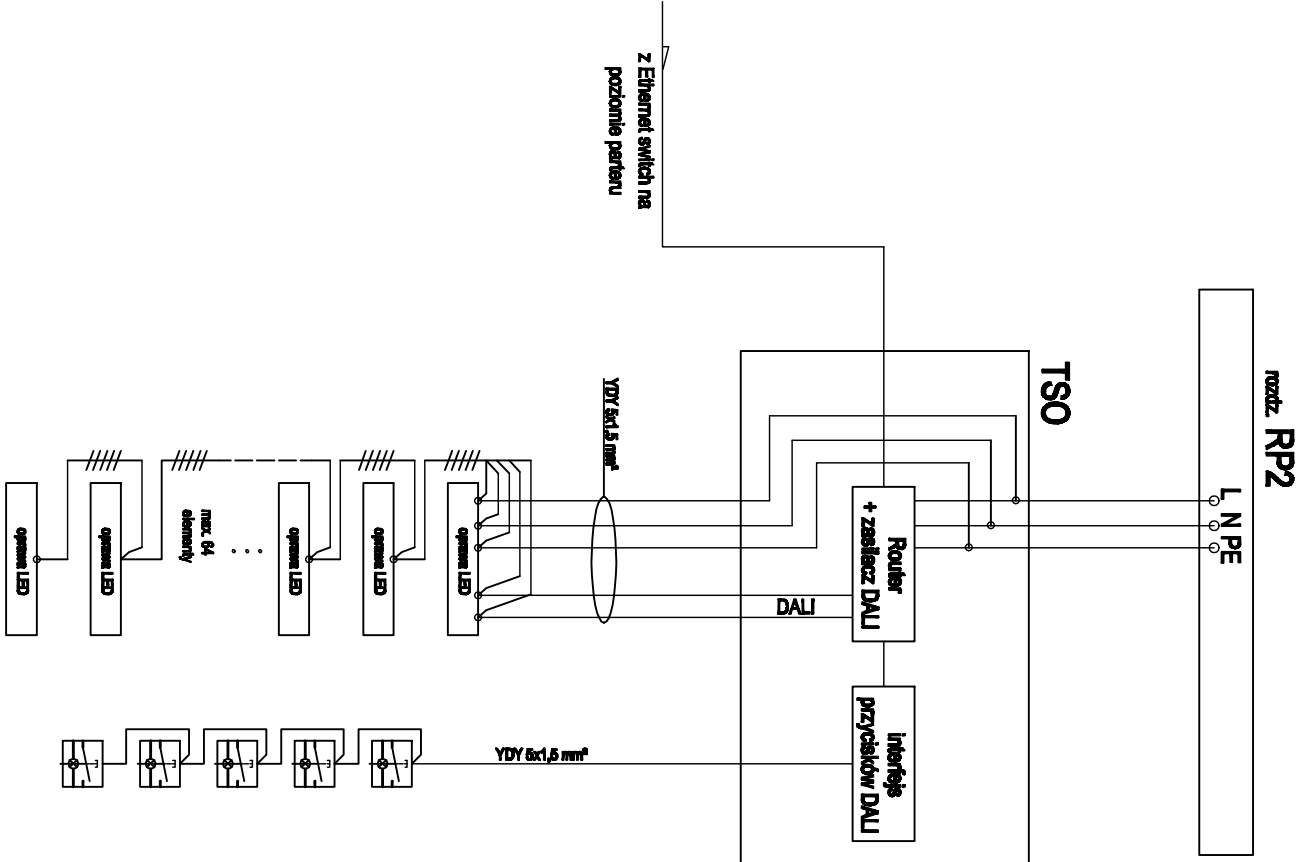 rozdz. RP2
L N PE
TSO
Router
+ zasilacz DALI
interfejs
przycisków DALI
DALI
z Ethernet switch na
poziomie parteru
YDY 5x1,5 mm²
YDY 5x1,5 mm²
oprawa LED
oprawa LED
oprawa LED
max. 64
elementy
. . .
oprawa LED
oprawa LED